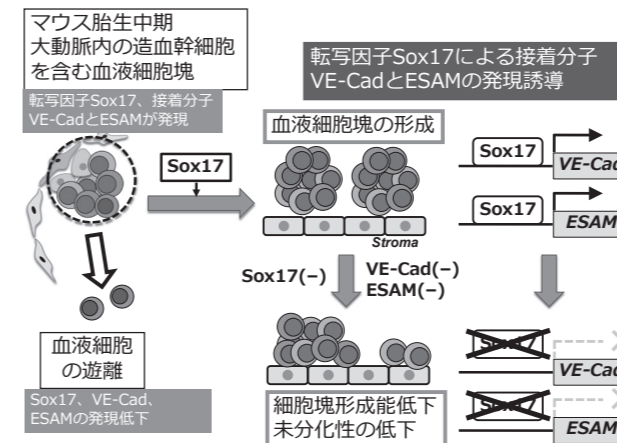 マウス胎生中期
大動脈内の造血幹細胞
を含む血液細胞塊
転写因子Sox17、接着分子
VE-CadとESAMが発現
Sox17
血液細胞
の遊離
Sox17、VE-Cad、
ESAMの発現低下
転写因子Sox17による接着分子
VE-CadとESAMの発現誘導
血液細胞塊の形成
Stroma
Sox17(−)
VE-Cad(−)
ESAM(−)
細胞塊形成能低下
未分化性の低下
Sox17
VE-Cad
Sox17
ESAM
Sox17
VE-Cad
Sox17
ESAM